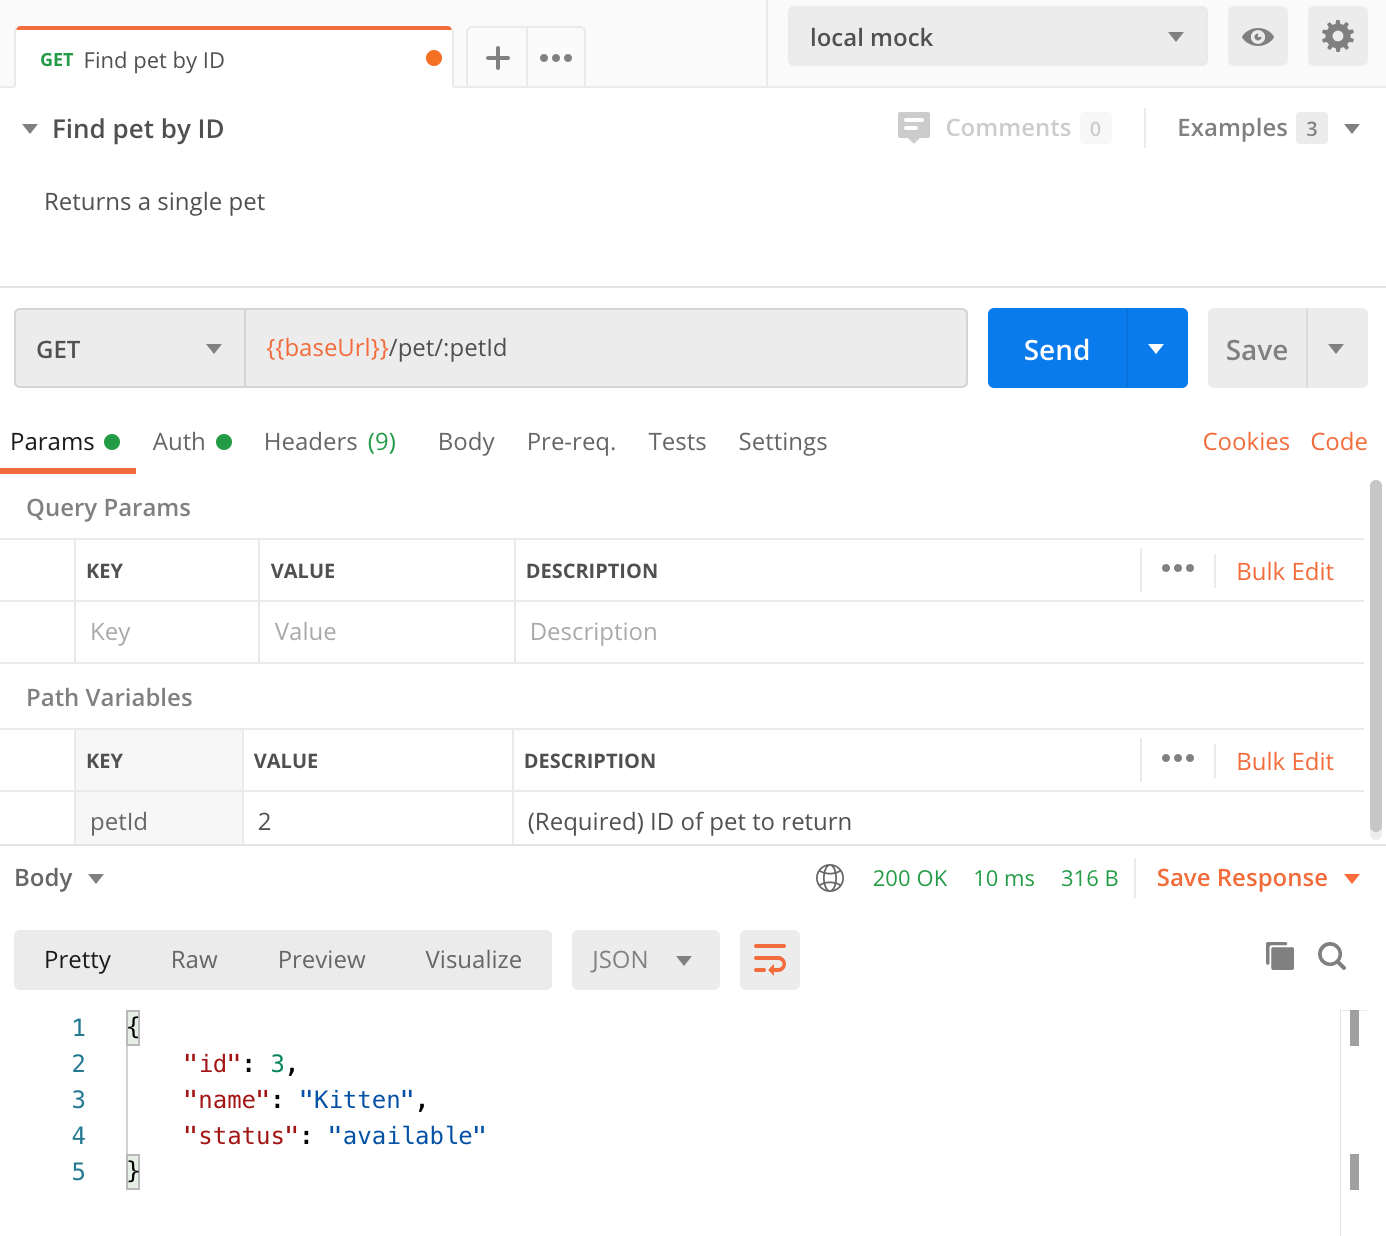 GET Find pet by ID
local mock
Find pet by ID
Comments 0
Examples 3
Returns a single pet
GET
{{baseUrl}}/pet/:petId
Send
Save
Params Auth Headers (9) Body Pre-req. Tests Settings
Cookies Code
Query Params
KEY VALUE DESCRIPTION Bulk Edit
Key Value Description
Path Variables
KEY VALUE DESCRIPTION Bulk Edit
petId 2 (Required) ID of pet to return
Body
200 OK 10 ms 316 B Save Response
Pretty Raw Preview Visualize JSON
1 {
2 "id": 3,
3 "name": "Kitten",
4 "status": "available"
5 }